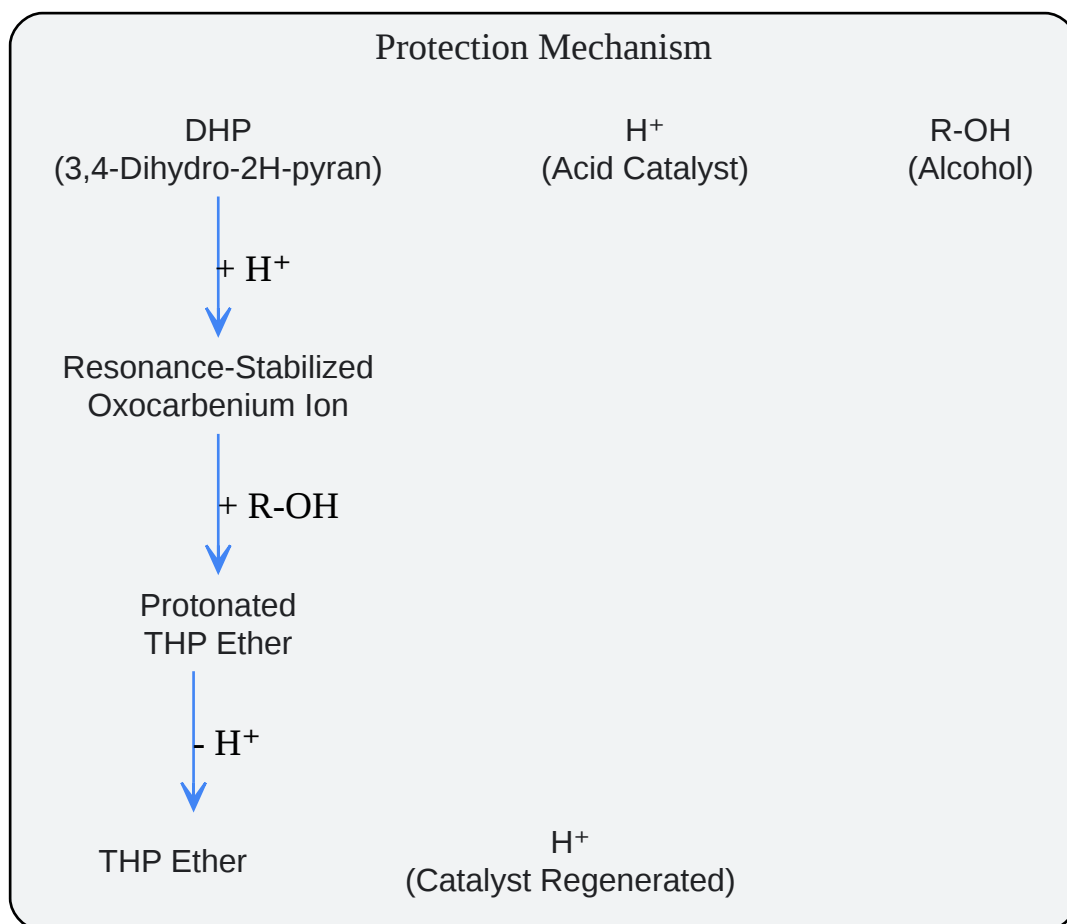 Protection Mechanism
DHP
(3,4-Dihydro-2H-pyran)
H⁺
(Acid Catalyst)
R-OH
(Alcohol)
+ H⁺
Resonance-Stabilized
Oxocarbenium Ion
+ R-OH
Protonated
THP Ether
- H⁺
THP Ether
H⁺
(Catalyst Regenerated)